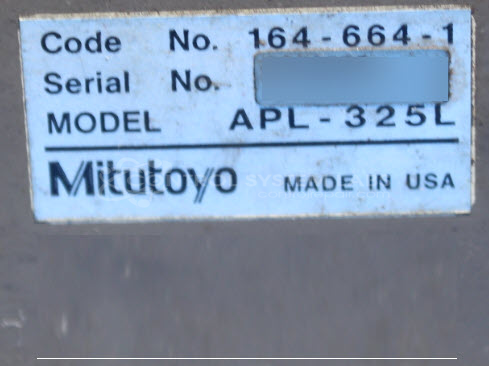 Code No. 164-664-1
Serial No.
MODEL APL-325L
Mitutoyo MADE IN USA